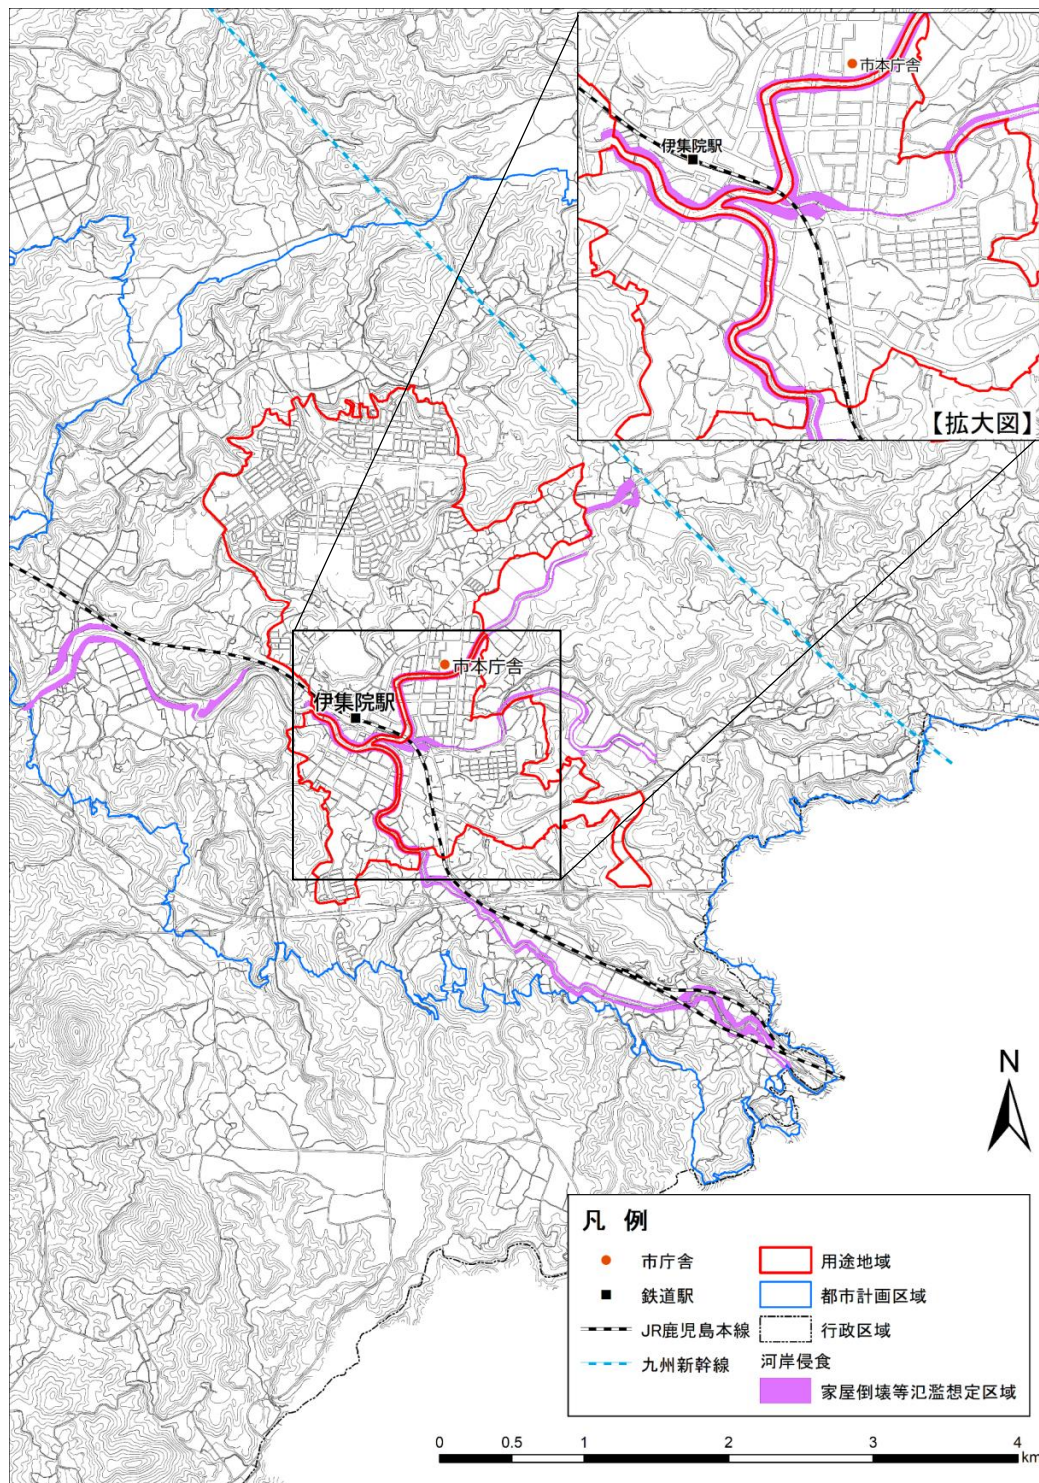 市本庁舎
伊集院駅
【拡大図】
市本庁舎
伊集院駅
N
凡 例
市庁舎
鉄道駅
JR鹿児島本線
九州新幹線
用途地域
都市計画区域
行政区域
河岸侵食
家屋倒壊等氾濫想定区域
0 0.5 1 2 3 4
km